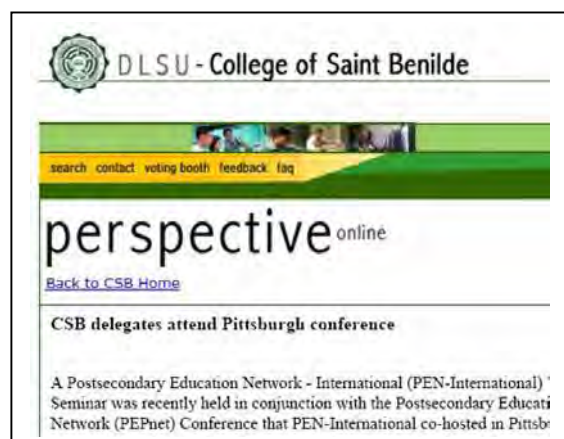 DLSU - College of Saint Benilde
search contact voting booth feedback faq
perspective online
Back to CSB Home
CSB delegates attend Pittsburgh conference
A Postsecondary Education Network - International (PEN-International)
Seminar was recently held in conjunction with the Postsecondary Educati
Network (PEPnet) Conference that PEN-International co-hosted in Pittsb